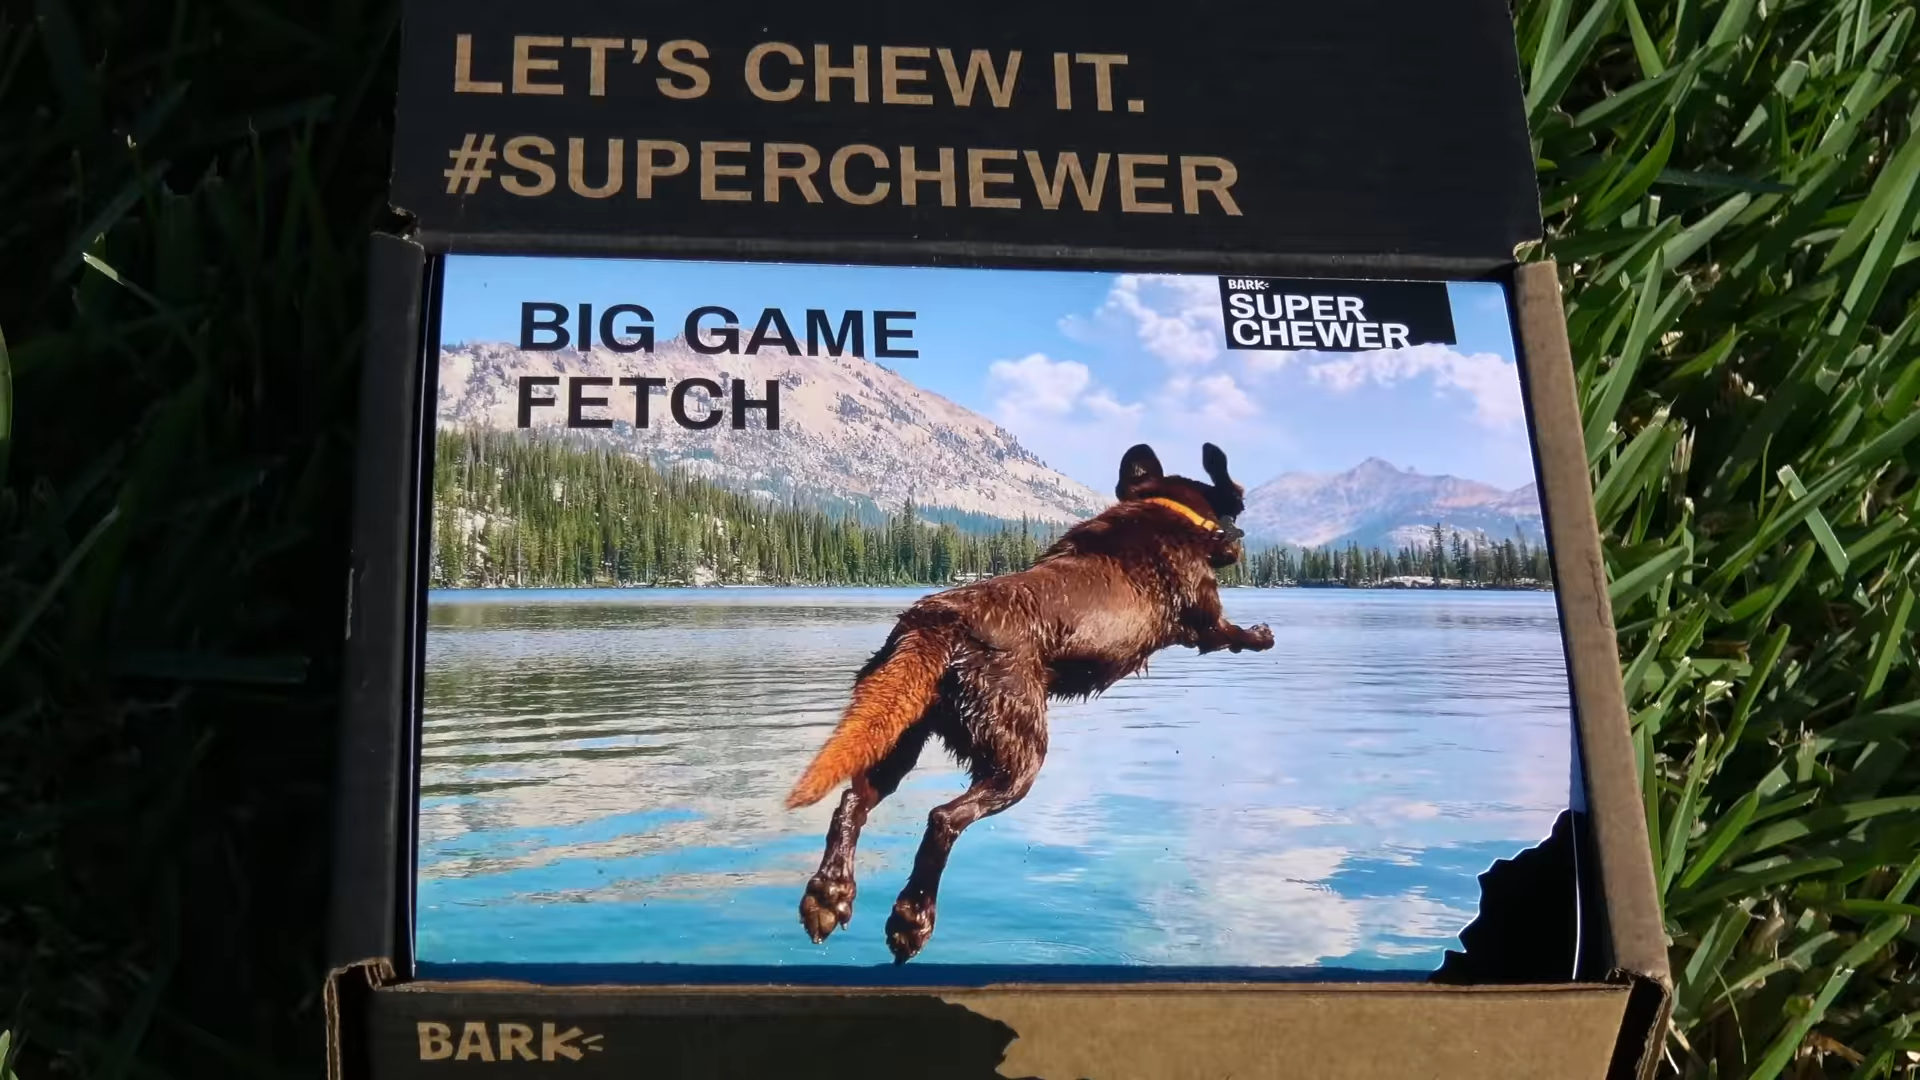 LET'S CHEW IT.
#SUPERCHEWER
BIG GAME
FETCH
BARK
SUPER
CHEWER
BARK